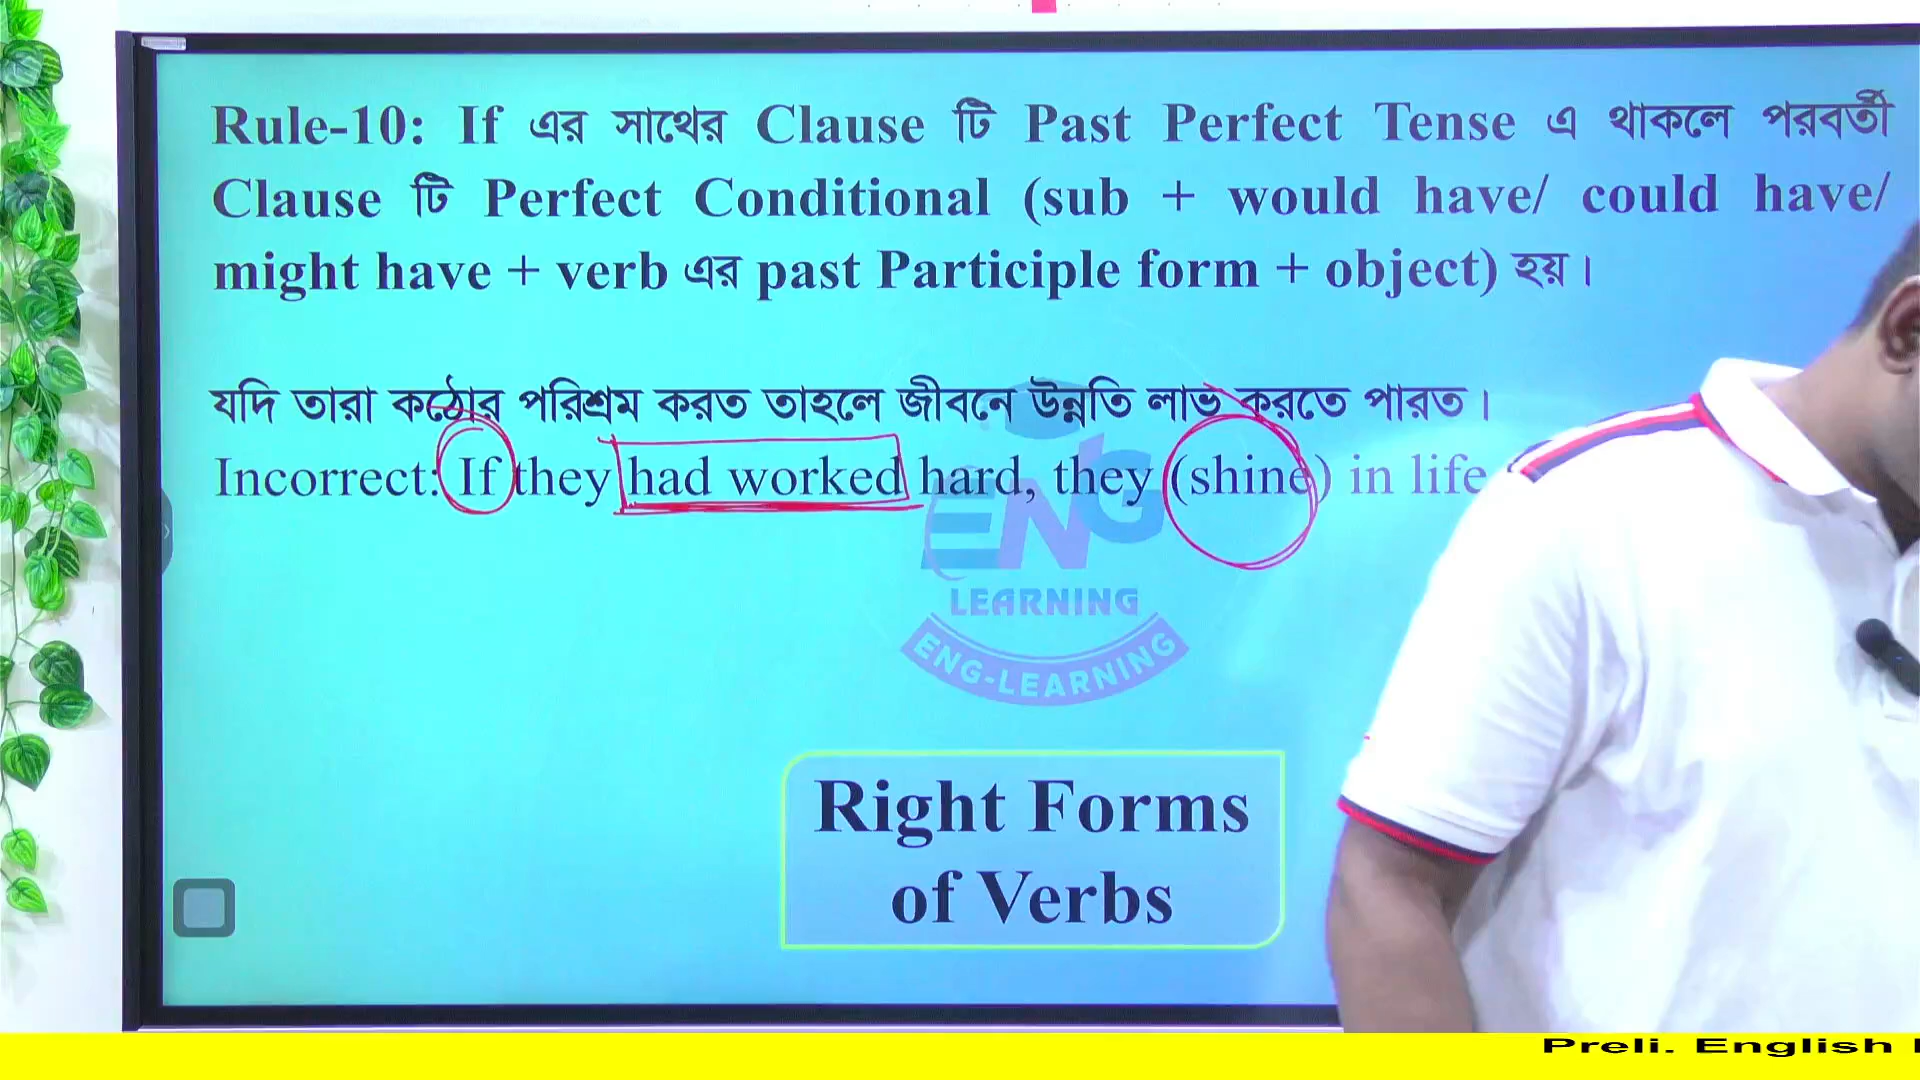 Rule-10: If এর সাথের Clause টি Past Perfect Tense এ থাকলে পরবর্তী
Clause টি Perfect Conditional (sub + would have/ could have/
might have + verb এর past Participle form + object) হয়।
যদি তারা কঠোর পরিশ্রম করত তাহলে জীবনে উন্নতি লাভ করতে পারত।
Incorrect: If they had worked hard, they (shine) in life
ENG
LEARNING
ENG-LEARNING
Right Forms
of Verbs
Preli. English